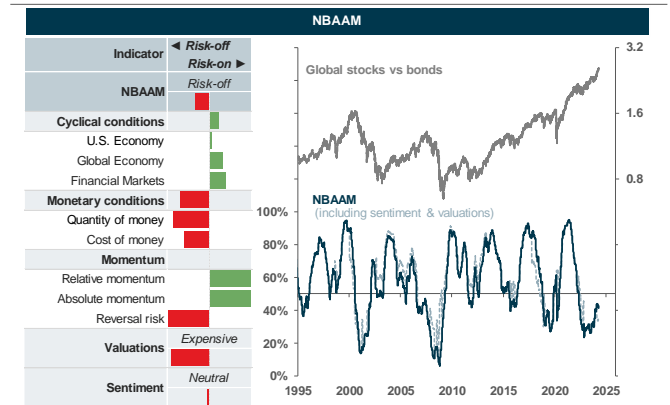 NBAAM
Indicator
◄ Risk-off
Risk-on ►
NBAAM
Risk-off
Cyclical conditions
U.S. Economy
Global Economy
Financial Markets
Monetary conditions
Quantity of money
Cost of money
Momentum
Relative momentum
Absolute momentum
Reversal risk
Valuations
Expensive
Sentiment
Neutral
Global stocks vs bonds
3.2
1.6
0.8
NBAAM
(including sentiment & valuations)
100%
80%
60%
40%
20%
0%
1995 2000 2005 2010 2015 2020 2025